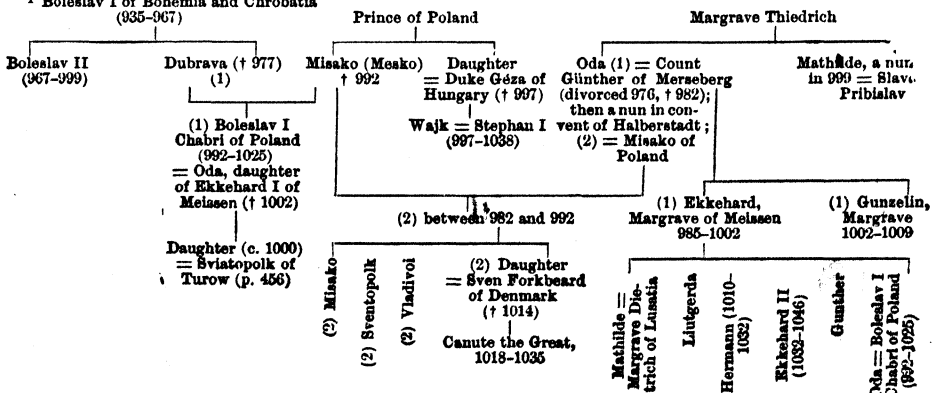 ¹ Boleslav I of Bohemia and Chrobatia
(935–967)
Prince of Poland
Margrave Thiedrich
Boleslav II
(967–999)
Dubrava († 977)
(1)
Misako (Mesko)
† 992
Daughter
= Duke Géza of
Hungary († 997)
Wajk = Stephan I
(997–1038)
Oda (1) = Count
Günther of Merseberg
(divorced 976, † 982);
then a nun in con-
vent of Halberstadt;
(2) = Misako of
Poland
Mathilde, a nun
in 999 = Slav.
Pribislav
(1) Boleslav I
Chabri of Poland
(992–1025)
= Oda, daughter
of Ekkehard I of
Meissen († 1002)
Daughter (c. 1000)
= Sviatopolk of
Turow (p. 456)
(2) between 982 and 992
(1) Ekkehard,
Margrave of Meissen
985–1002
(1) Gunzelin,
Margrave
1002–1009
(2) Misako
(2) Sventopolk
(2) Vladivoi
(2) Daughter
= Sven Forkbeard
of Denmark
(† 1014)
Canute the Great,
1018–1035
Mathilde =
Margrave Die-
trich of Lusatia
Liutgerda
Hermann (1010–
1032)
Ekkehard II
(1032–1046)
Gunther
Oda = Boleslav I
Chabri of Poland
(992–1025)